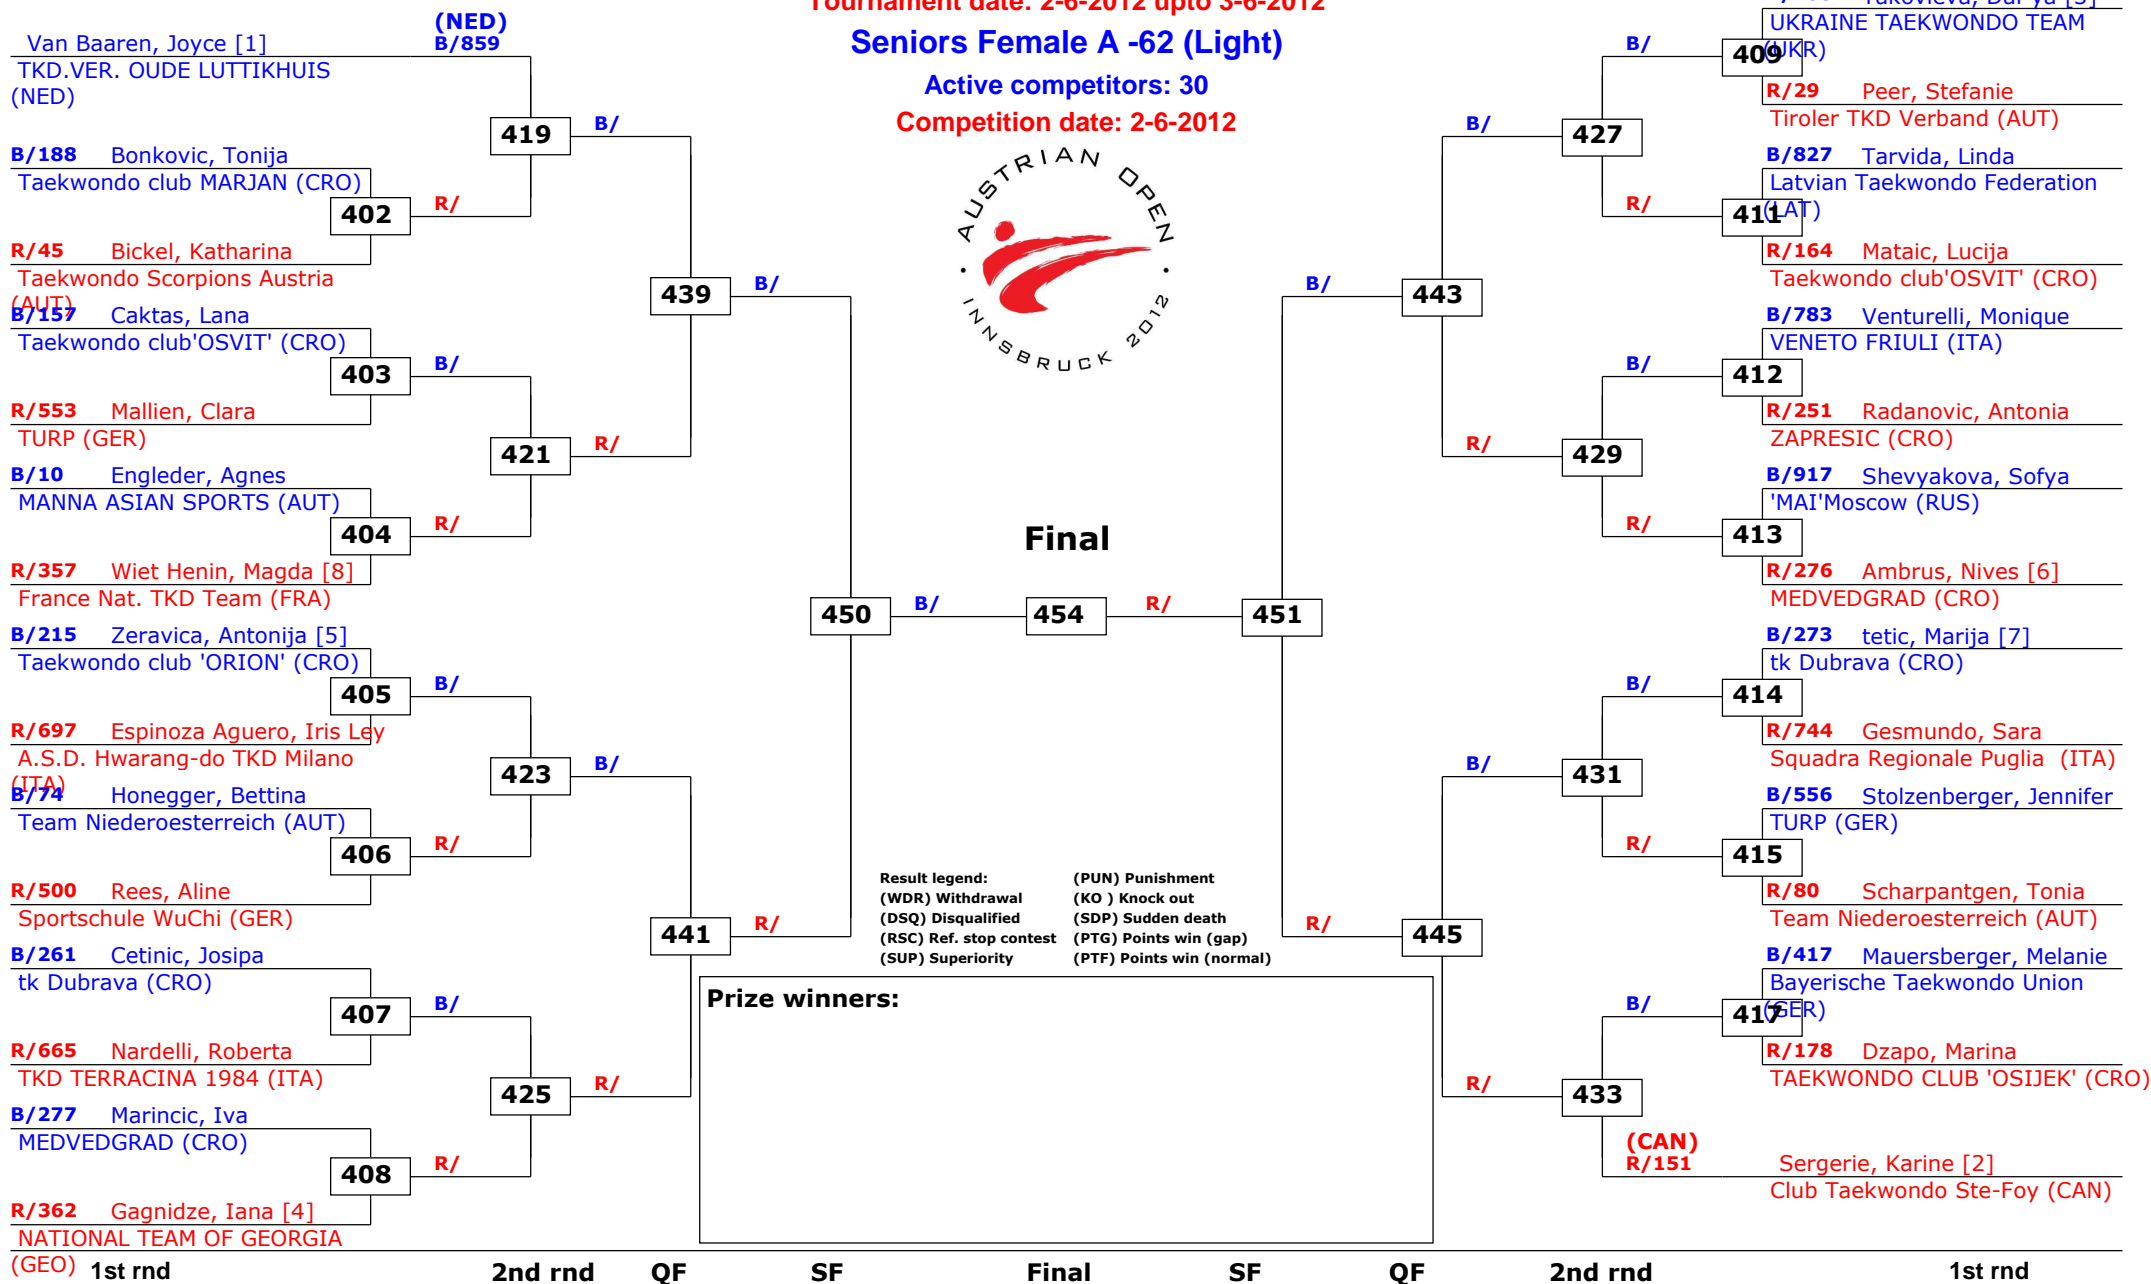 Tournament date: 2-6-2012 upto 3-6-2012
Seniors Female A -62 (Light)
Active competitors: 30
Competition date: 2-6-2012
AUSTRIAN OPEN
INNSBRUCK 2012
(NED)
Van Baaren, Joyce [1] B/859
TKD.VER. OUDE LUTTIKHUIS
(NED)
419 B/
B/188 Bonkovic, Tonija
Taekwondo club MARJAN (CRO)
402 R/
R/45 Bickel, Katharina
Taekwondo Scorpions Austria
(AUT)
439 B/
B/157 Caktas, Lana
Taekwondo club'OSVIT' (CRO)
403 B/
R/553 Mallien, Clara
TURP (GER)
421 R/
B/10 Engleder, Agnes
MANNA ASIAN SPORTS (AUT)
404 R/
R/357 Wiet Henin, Magda [8]
France Nat. TKD Team (FRA)
450 B/
B/215 Zeravica, Antonija [5]
Taekwondo club 'ORION' (CRO)
405 B/
R/697 Espinoza Aguero, Iris Ley
A.S.D. Hwarang-do TKD Milano
(ITA)
423 B/
B/74 Honegger, Bettina
Team Niederoesterreich (AUT)
406 R/
R/500 Rees, Aline
Sportschule WuChi (GER)
441 R/
B/261 Cetinic, Josipa
tk Dubrava (CRO)
407 B/
R/665 Nardelli, Roberta
TKD TERRACINA 1984 (ITA)
425 R/
B/277 Marincic, Iva
MEDVEDGRAD (CRO)
408 R/
R/362 Gagnidze, Iana [4]
NATIONAL TEAM OF GEORGIA
(GEO)
Final
454
UKRAINE TAEKWONDO TEAM
(UKR)
B/ 409
R/29 Peer, Stefanie
Tiroler TKD Verband (AUT)
B/ 427
B/827 Tarvida, Linda
Latvian Taekwondo Federation
(LAT)
R/ 411
R/164 Mataic, Lucija
Taekwondo club'OSVIT' (CRO)
B/ 443
B/783 Venturelli, Monique
VENETO FRIULI (ITA)
B/ 412
R/251 Radanovic, Antonia
ZAPRESIC (CRO)
R/ 429
B/917 Shevyakova, Sofya
'MAI'Moscow (RUS)
R/ 413
R/276 Ambrus, Nives [6]
MEDVEDGRAD (CRO)
R/ 451
B/273 tetic, Marija [7]
tk Dubrava (CRO)
B/ 414
R/744 Gesmundo, Sara
Squadra Regionale Puglia (ITA)
B/ 431
B/556 Stolzenberger, Jennifer
TURP (GER)
R/ 415
R/80 Scharpantgen, Tonia
Team Niederoesterreich (AUT)
R/ 445
B/417 Mauersberger, Melanie
Bayerische Taekwondo Union
(GER)
B/ 417
R/178 Dzapo, Marina
TAEKWONDO CLUB 'OSIJEK' (CRO)
R/ 433
(CAN)
R/151 Sergerie, Karine [2]
Club Taekwondo Ste-Foy (CAN)
Result legend: (PUN) Punishment
(WDR) Withdrawal (KO ) Knock out
(DSQ) Disqualified (SDP) Sudden death
(RSC) Ref. stop contest (PTG) Points win (gap)
(SUP) Superiority (PTF) Points win (normal)
Prize winners:
1st rnd 2nd rnd QF SF Final SF QF 2nd rnd 1st rnd